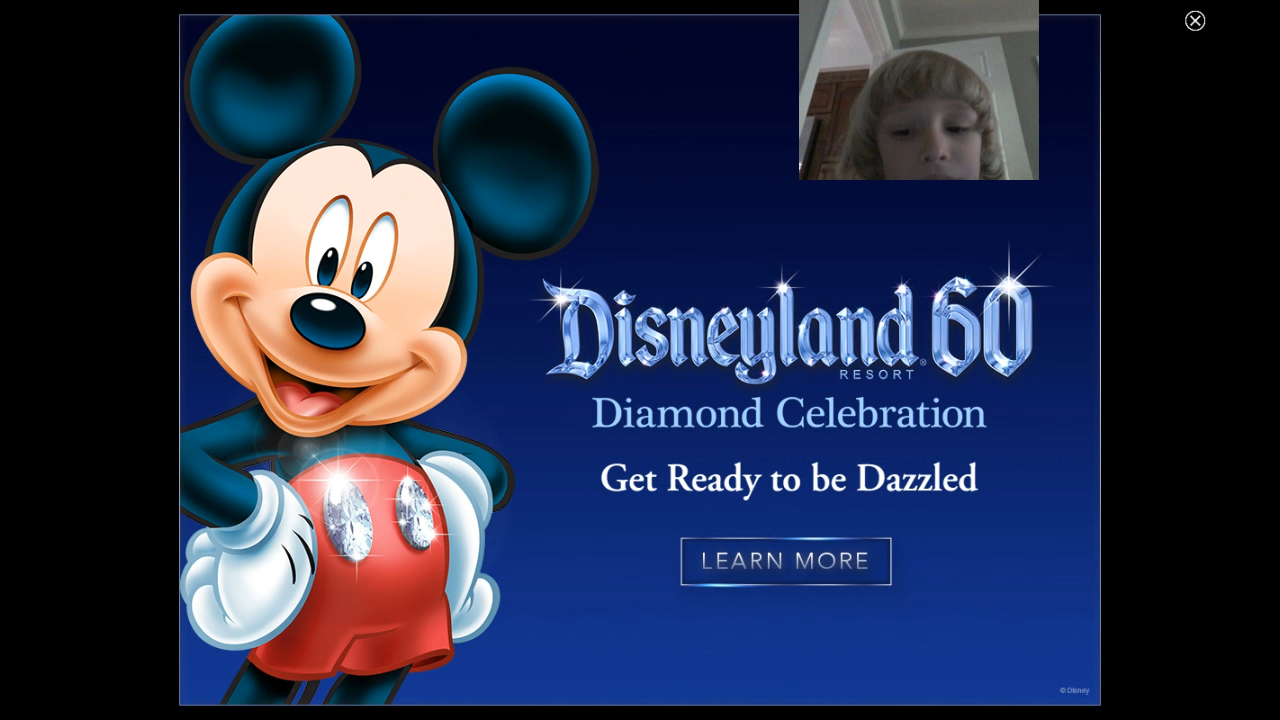 Disneyland® 60
RESORT
Diamond Celebration
Get Ready to be Dazzled
LEARN MORE
© Disney